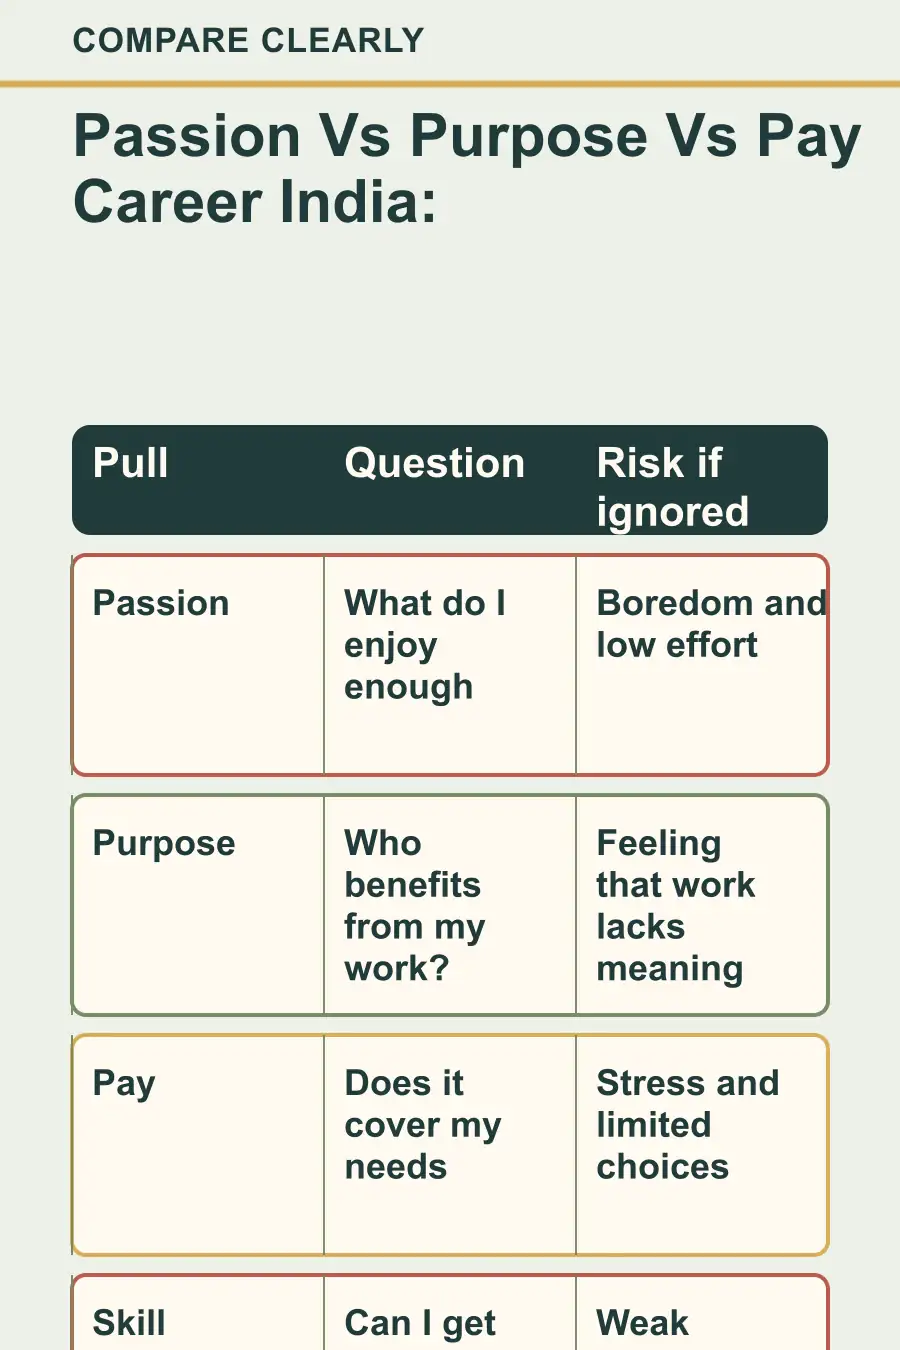 COMPARE CLEARLY
Passion Vs Purpose Vs Pay
Career India:
Pull
Question
Risk if
ignored
Passion
What do I
enjoy
enough
Boredom and
low effort
Purpose
Who
benefits
from my
work?
Feeling
that work
lacks
meaning
Pay
Does it
cover my
needs
Stress and
limited
choices
Skill
Can I get
Weak